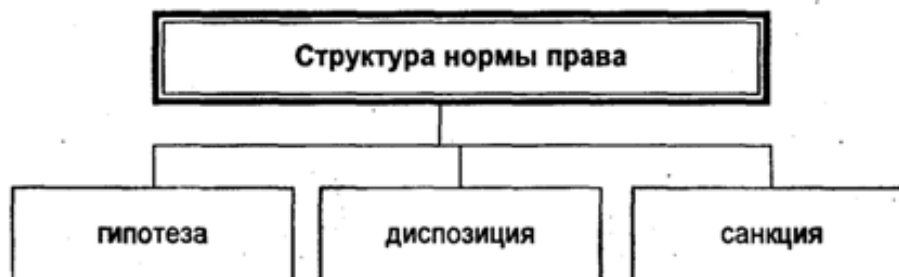 Структура нормы права
гипотеза
диспозиция
санкция